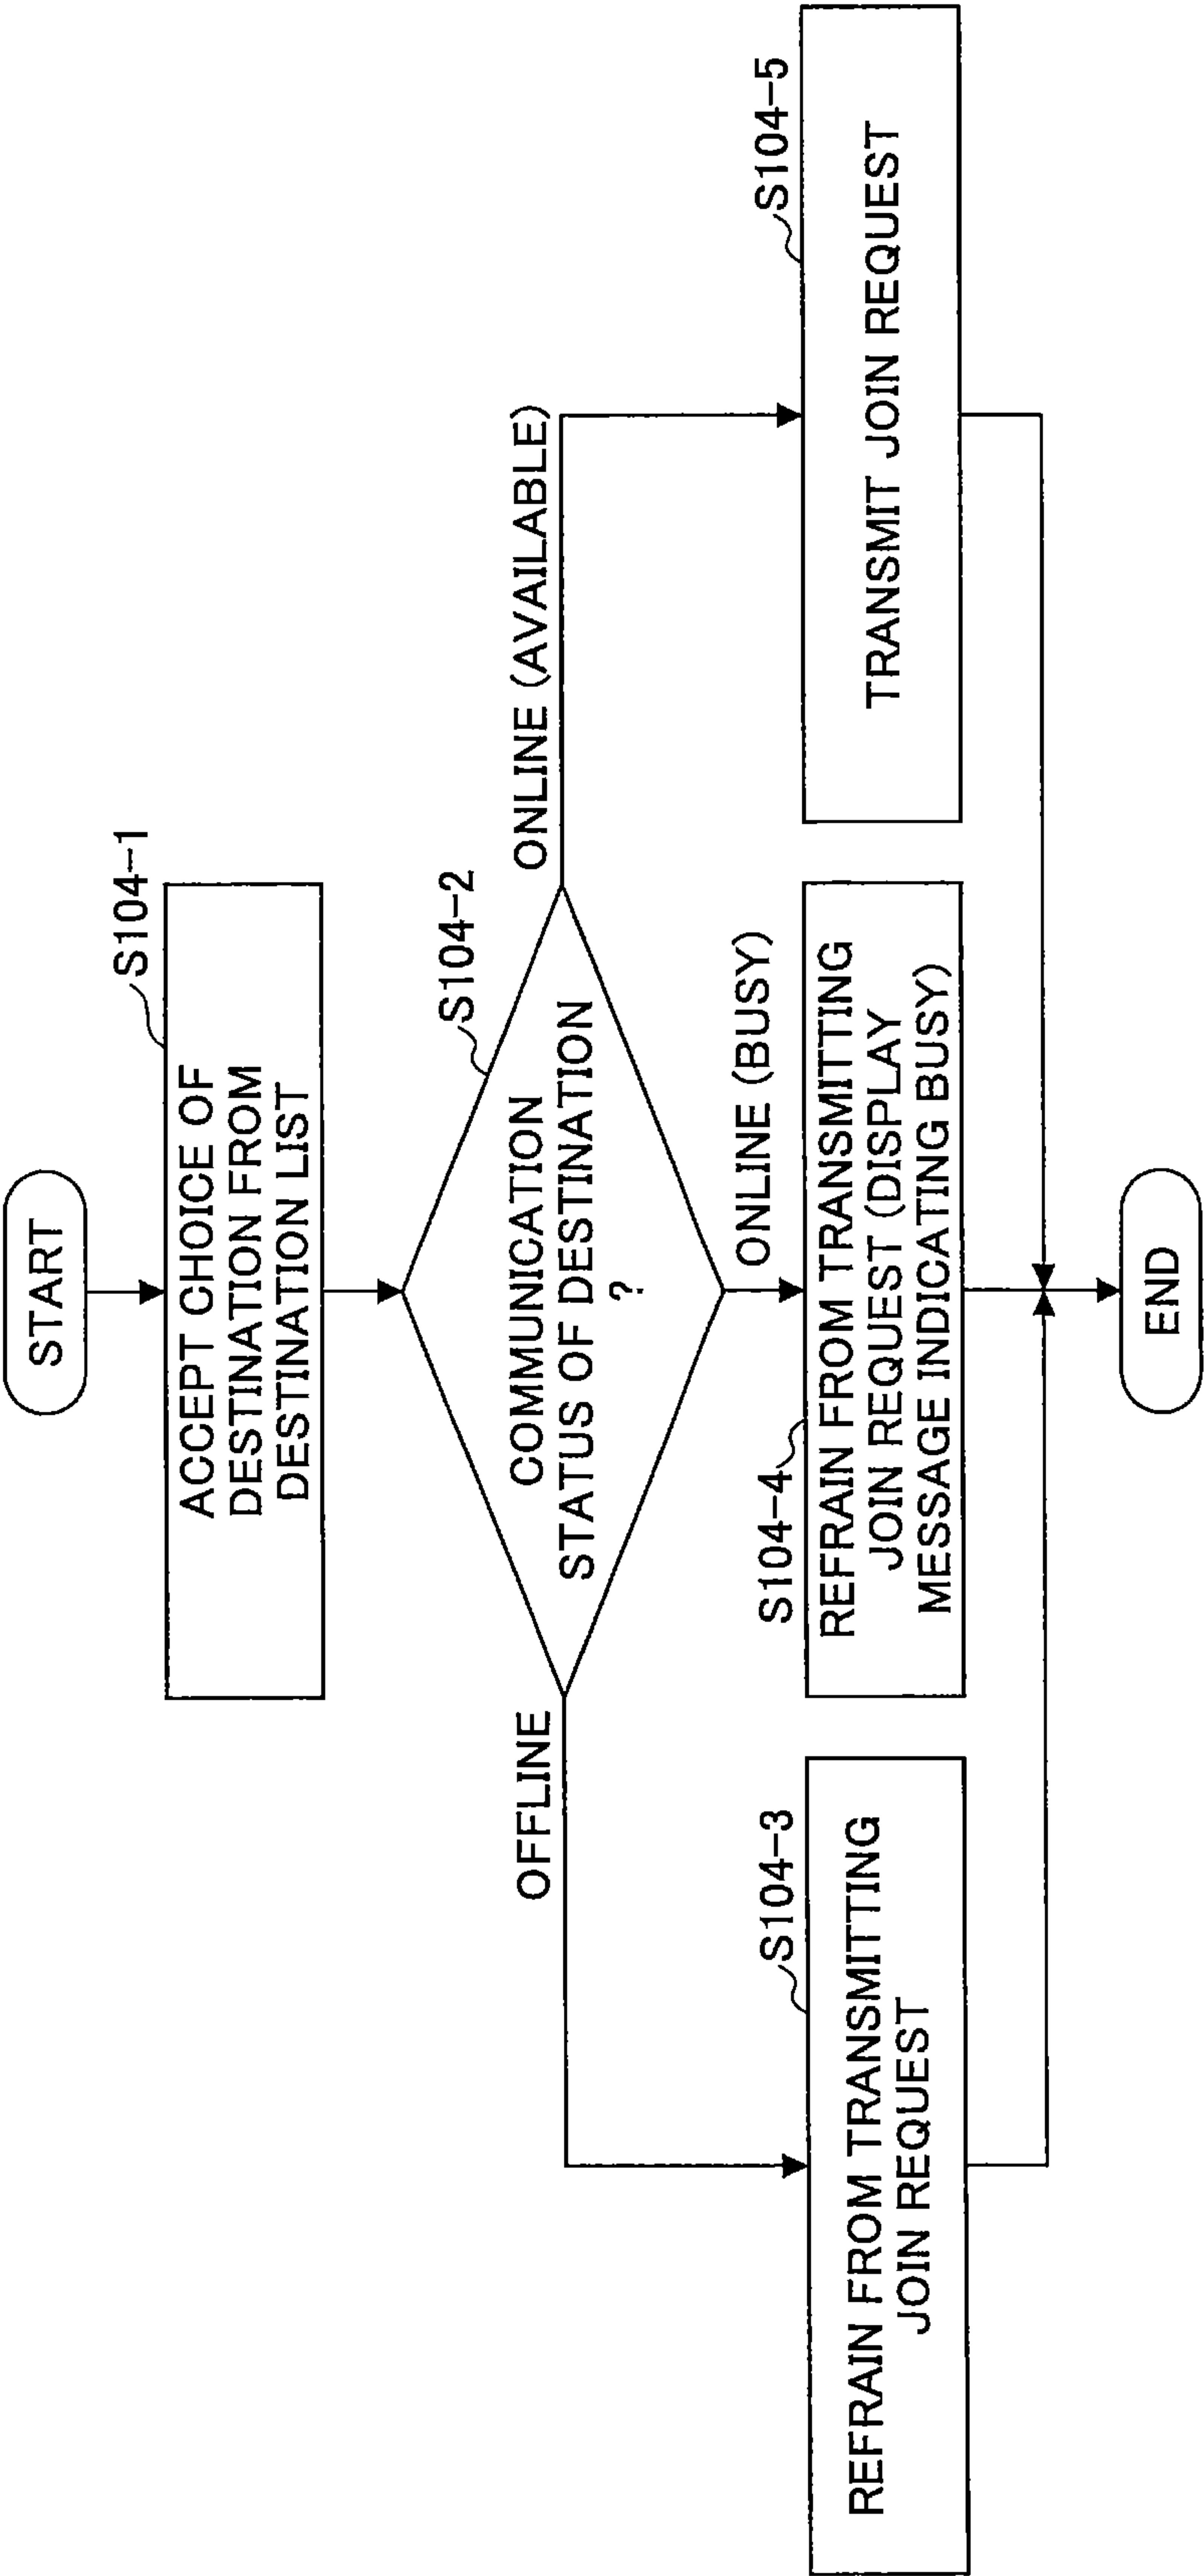 START
S104-1
ACCEPT CHOICE OF
DESTINATION FROM
DESTINATION LIST
S104-2
COMMUNICATION
STATUS OF DESTINATION
?
OFFLINE
ONLINE (BUSY)
ONLINE (AVAILABLE)
S104-3
REFRAIN FROM TRANSMITTING
JOIN REQUEST
S104-4
REFRAIN FROM TRANSMITTING
JOIN REQUEST (DISPLAY
MESSAGE INDICATING BUSY)
S104-5
TRANSMIT JOIN REQUEST
END